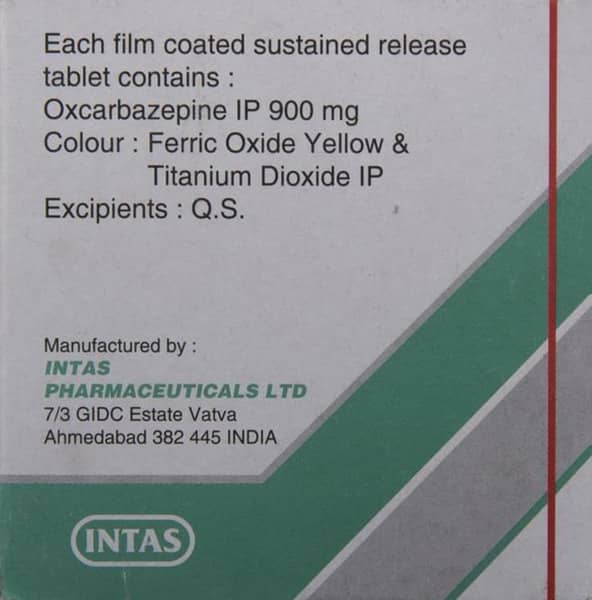 Each film coated sustained release
tablet contains :
Oxcarbazepine IP 900 mg
Colour : Ferric Oxide Yellow &
Titanium Dioxide IP
Excipients : Q.S.
Manufactured by :
INTAS
PHARMACEUTICALS LTD
7/3 GIDC Estate Vatva
Ahmedabad 382 445 INDIA
INTAS